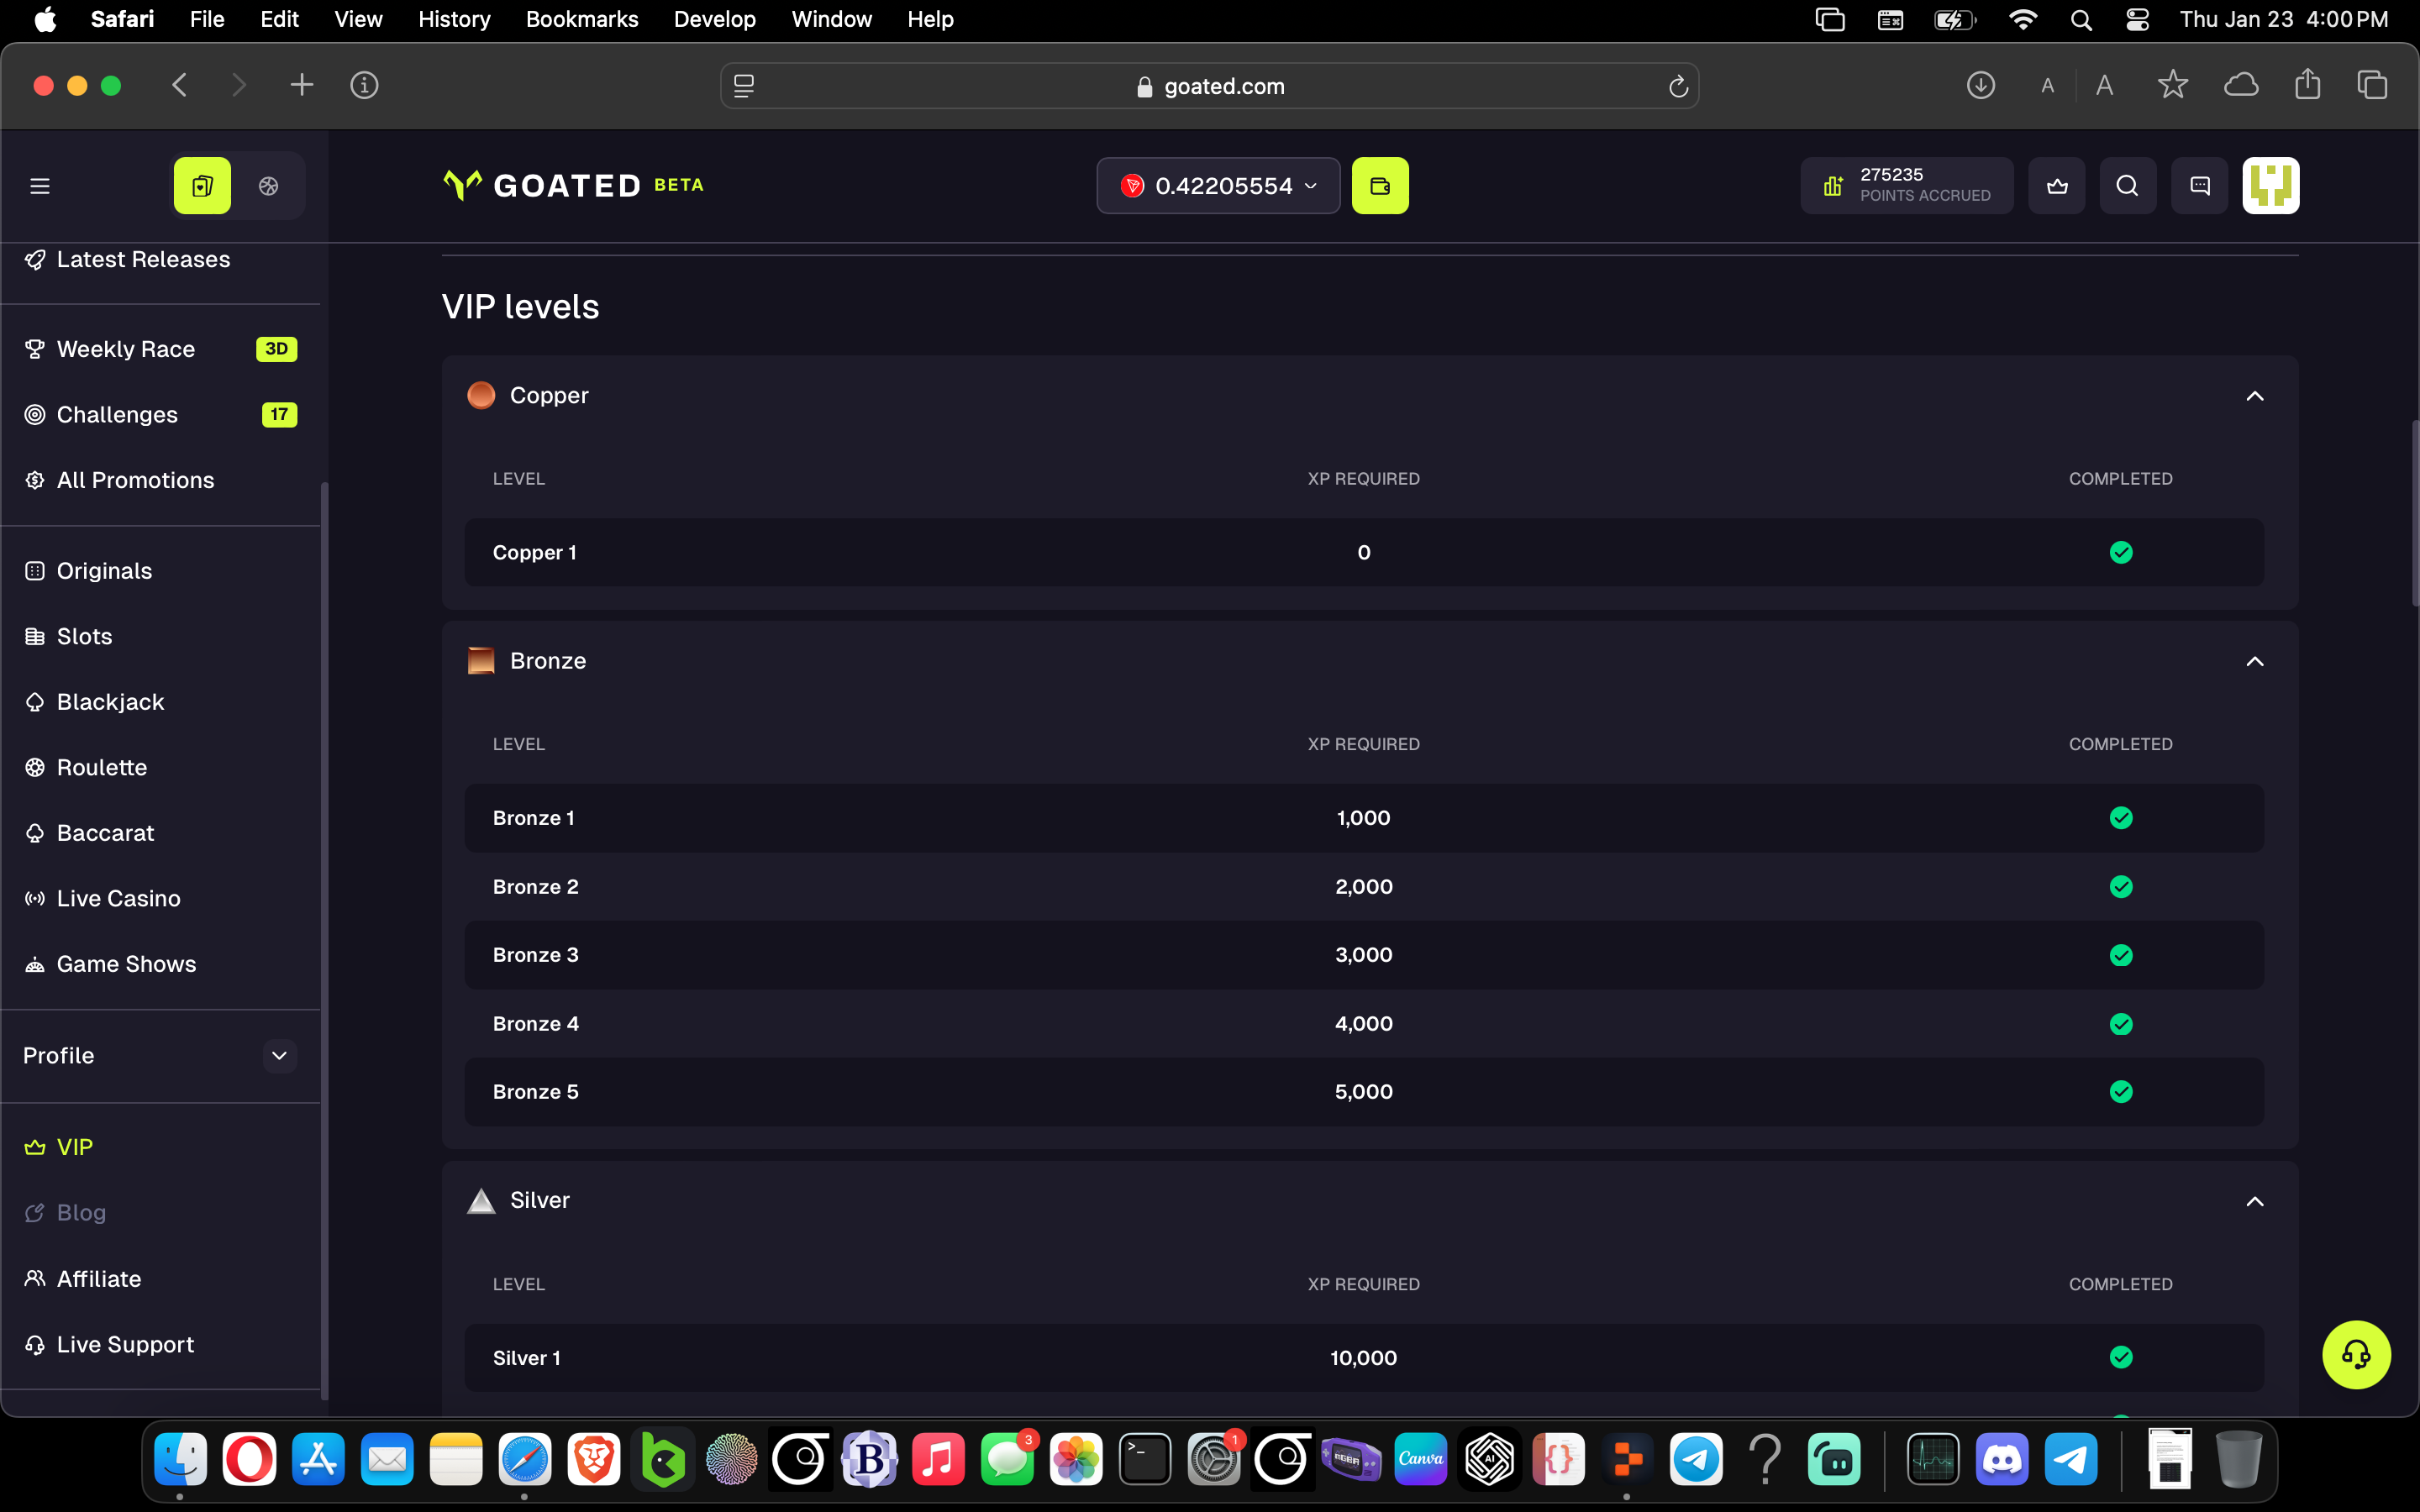 Safari File Edit View History Bookmarks Develop Window Help Thu Jan 23 4:00 PM
goated.com
A A
GOATED BETA
0.42205554
275235
POINTS ACCRUED
Latest Releases
Weekly Race 3D
Challenges 17
All Promotions
Originals
Slots
Blackjack
Roulette
Baccarat
Live Casino
Game Shows
Profile
VIP
Blog
Affiliate
Live Support
VIP levels
Copper
LEVEL XP REQUIRED COMPLETED
Copper 1 0
Bronze
LEVEL XP REQUIRED COMPLETED
Bronze 1 1,000
Bronze 2 2,000
Bronze 3 3,000
Bronze 4 4,000
Bronze 5 5,000
Silver
LEVEL XP REQUIRED COMPLETED
Silver 1 10,000
B
3
>_
1
mGBA
Canva
AI
{}
?